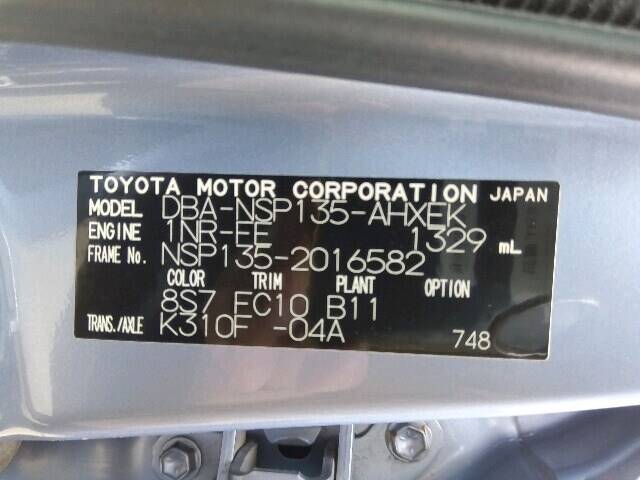 TOYOTA MOTOR CORPORATION JAPAN
MODEL DBA-NSP135-AHXEK
ENGINE 1NR-FE 1329 mL
FRAME No. NSP135-2016582
COLOR TRIM PLANT OPTION
8S7 FC10 B11
TRANS./AXLE K310F -04A
748